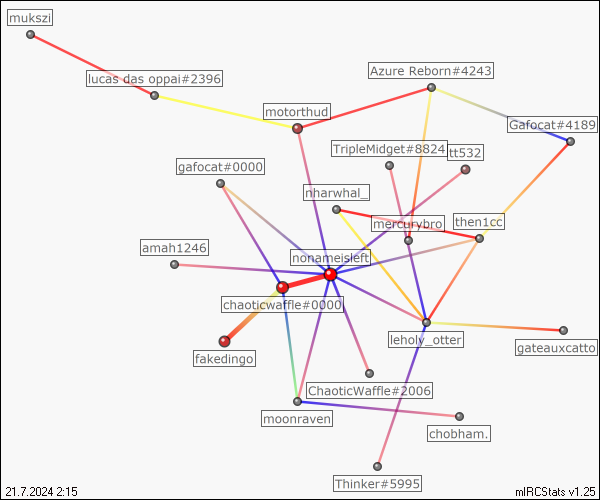 mukszi
Azure Reborn#4243
lucas das oppai#2396
motorthud
Gafocat#4189
TripleMidget#8824
tt532
gafocat#0000
nharwhal_
mercurybro
then1cc
amah1246
nonameisleft
chaoticwaffle#0000
leholy_otter
gateauxcatto
fakedingo
ChaoticWaffle#2006
moonraven
chobham.
Thinker#5995
21.7.2024 2:15
mIRCStats v1.25